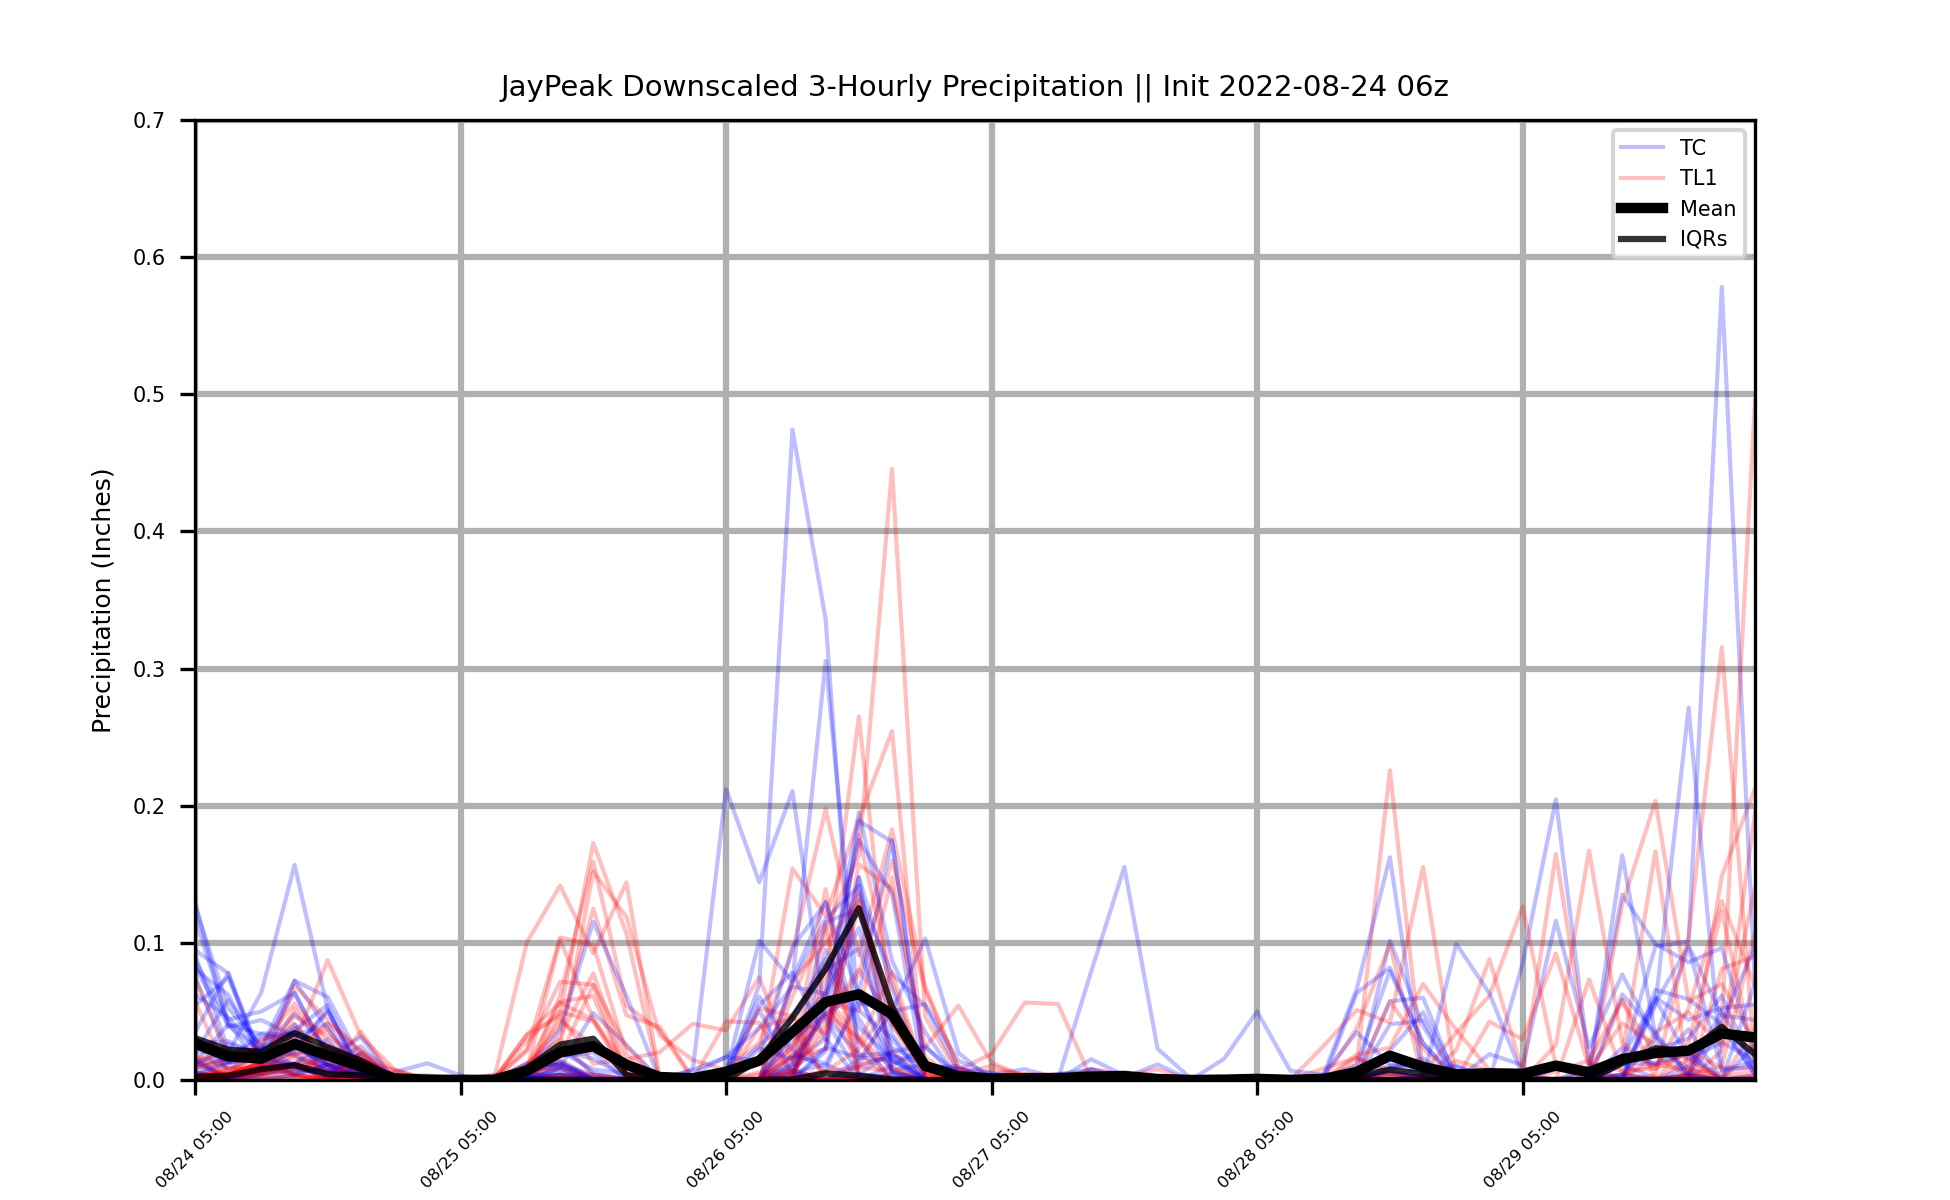 JayPeak Downscaled 3-Hourly Precipitation || Init 2022-08-24 06z
TC
TL1
Mean
IQRs
Precipitation (Inches)
0.7
0.6
0.5
0.4
0.3
0.2
0.1
0.0
08/24 05:00
08/25 05:00
08/26 05:00
08/27 05:00
08/28 05:00
08/29 05:00